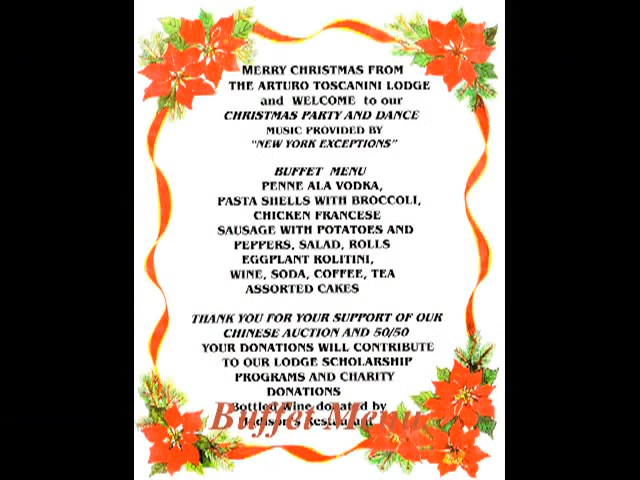 MERRY CHRISTMAS FROM
THE ARTURO TOSCANINI LODGE
and WELCOME to our
CHRISTMAS PARTY AND DANCE
MUSIC PROVIDED BY
"NEW YORK EXCEPTIONS"
BUFFET MENU
PENNE ALA VODKA,
PASTA SHELLS WITH BROCCOLI,
CHICKEN FRANCESE
SAUSAGE WITH POTATOES AND
PEPPERS, SALAD, ROLLS
EGGPLANT ROLITINI,
WINE, SODA, COFFEE, TEA
ASSORTED CAKES
THANK YOU FOR YOUR SUPPORT OF OUR
CHINESE AUCTION AND 50/50
YOUR DONATIONS WILL CONTRIBUTE
TO OUR LODGE SCHOLARSHIP
PROGRAMS AND CHARITY
DONATIONS
Bottled Wine donated by
Restaurant
Buffet Menu